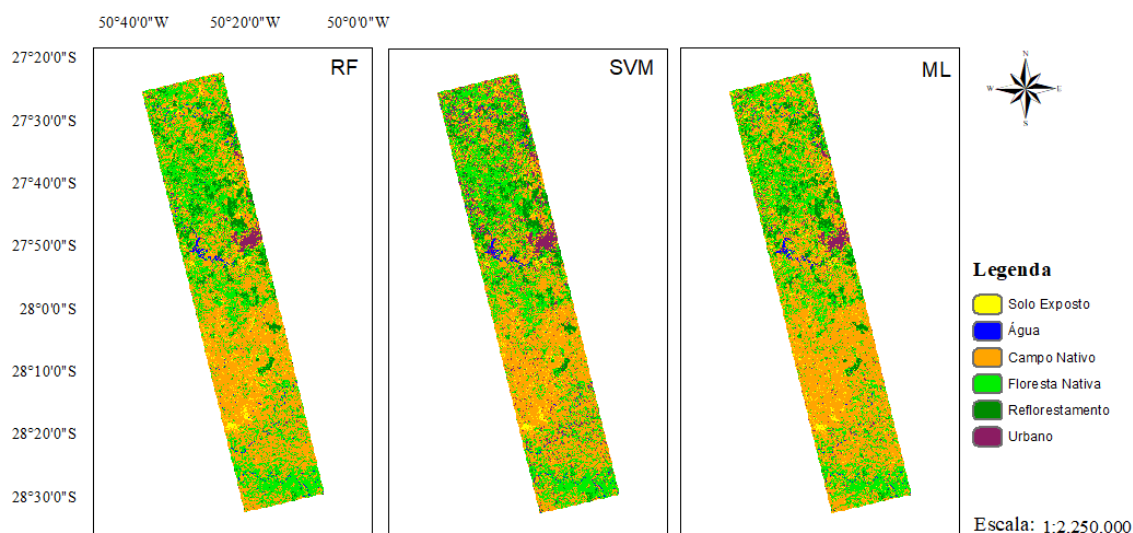 50°40'0"W 50°20'0"W 50°0'0"W
27°20'0"S
27°30'0"S
27°40'0"S
27°50'0"S
28°0'0"S
28°10'0"S
28°20'0"S
28°30'0"S
RF
SVM
ML
N
W E
S
Legenda
Solo Exposto
Água
Campo Nativo
Floresta Nativa
Reflorestamento
Urbano
Escala: 1:2.250.000